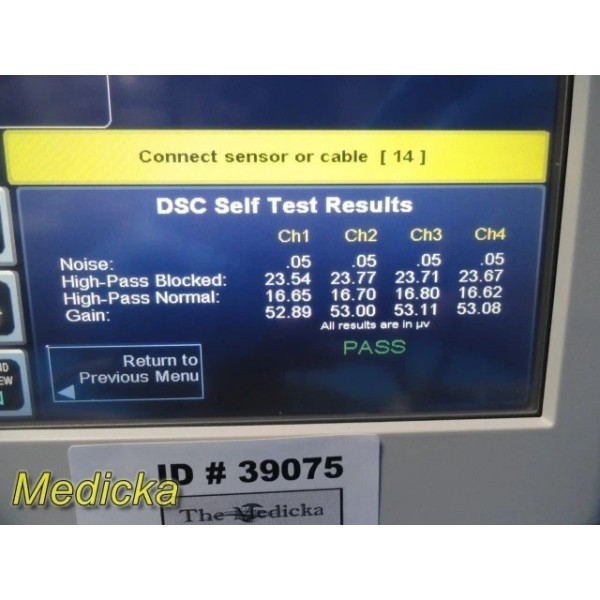 Connect sensor or cable [ 14 ]
DSC Self Test Results
Ch1 Ch2 Ch3 Ch4
Noise: .05 .05 .05 .05
High-Pass Blocked: 23.54 23.77 23.71 23.67
High-Pass Normal: 16.65 16.70 16.80 16.62
Gain: 52.89 53.00 53.11 53.08
All results are in µv
PASS
Return to
Previous Menu
ID # 39075
Medicka
The Medicka